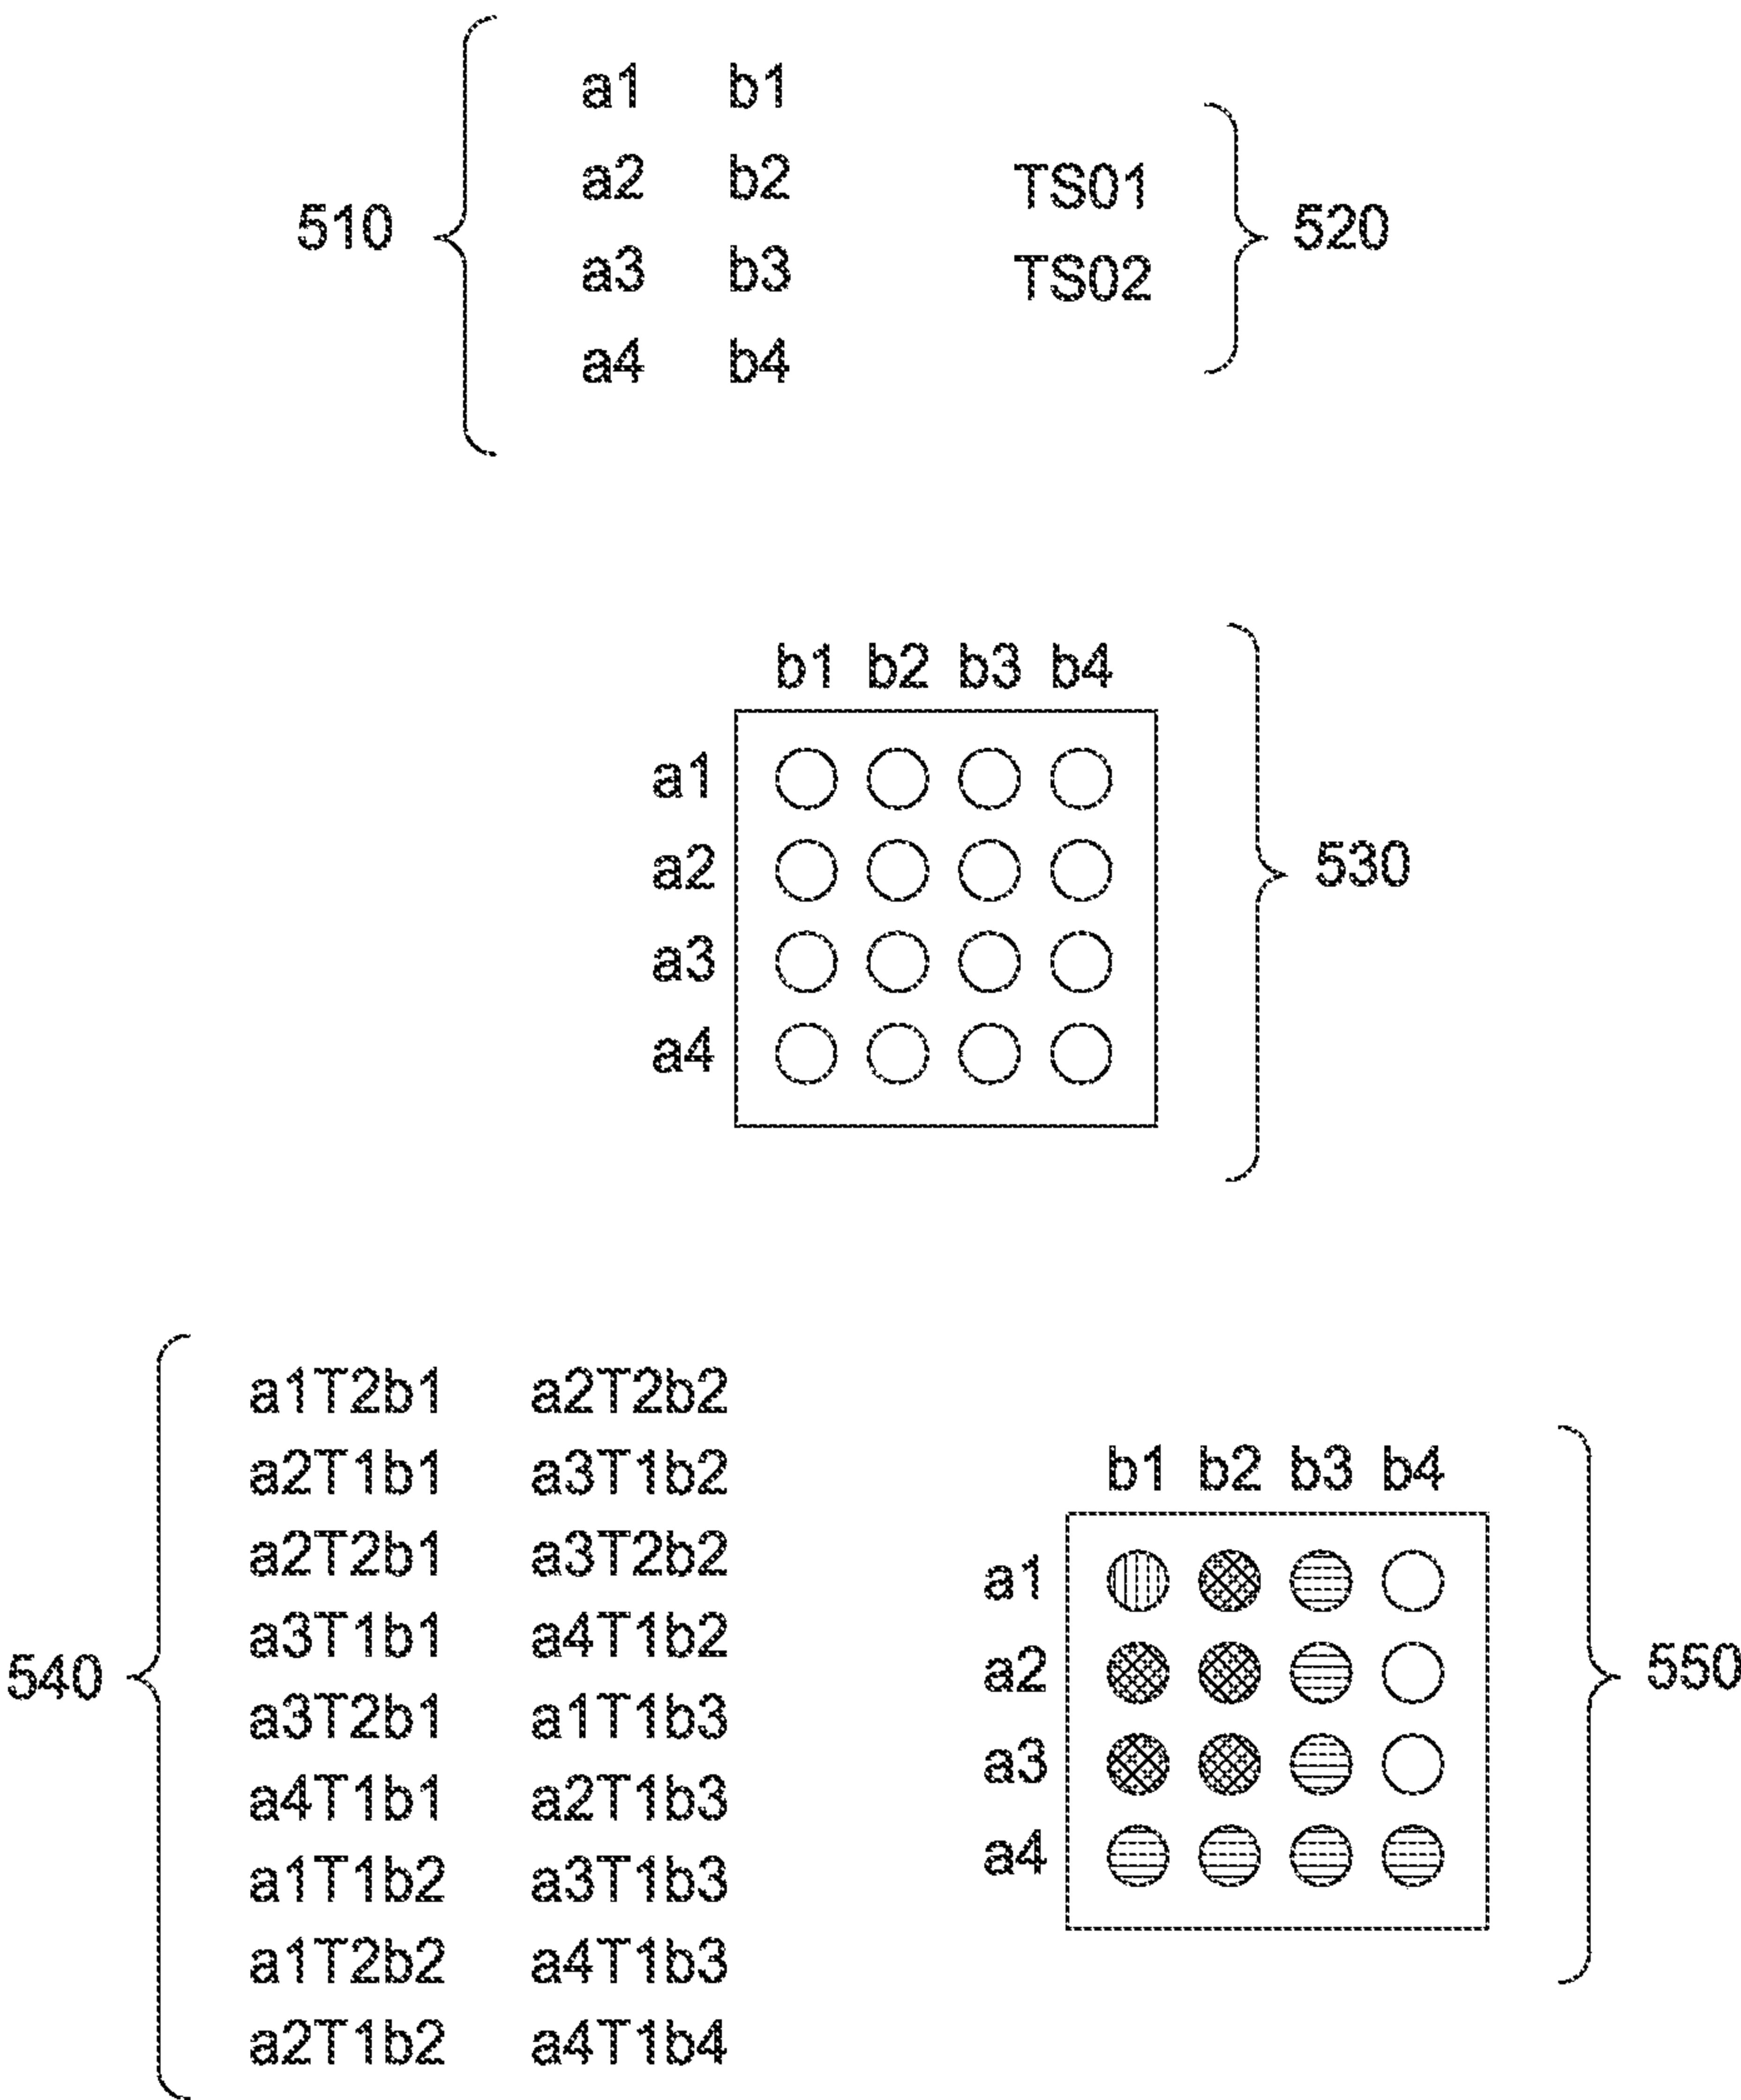 a1 b1
a2 b2 TS01
510 520
a3 b3 TS02
a4 b4
b1 b2 b3 b4
a1
a2 530
a3
a4
a1T2b1 a2T2b2
b1 b2 b3 b4
a2T1b1 a3T1b2
a2T2b1 a3T2b2 a1
a3T1b1 a4T1b2
540 a2 550
a3T2b1 a1T1b3
a3
a4T1b1 a2T1b3
a1T1b2 a3T1b3 a4
a1T2b2 a4T1b3
a2T1b2 a4T1b4